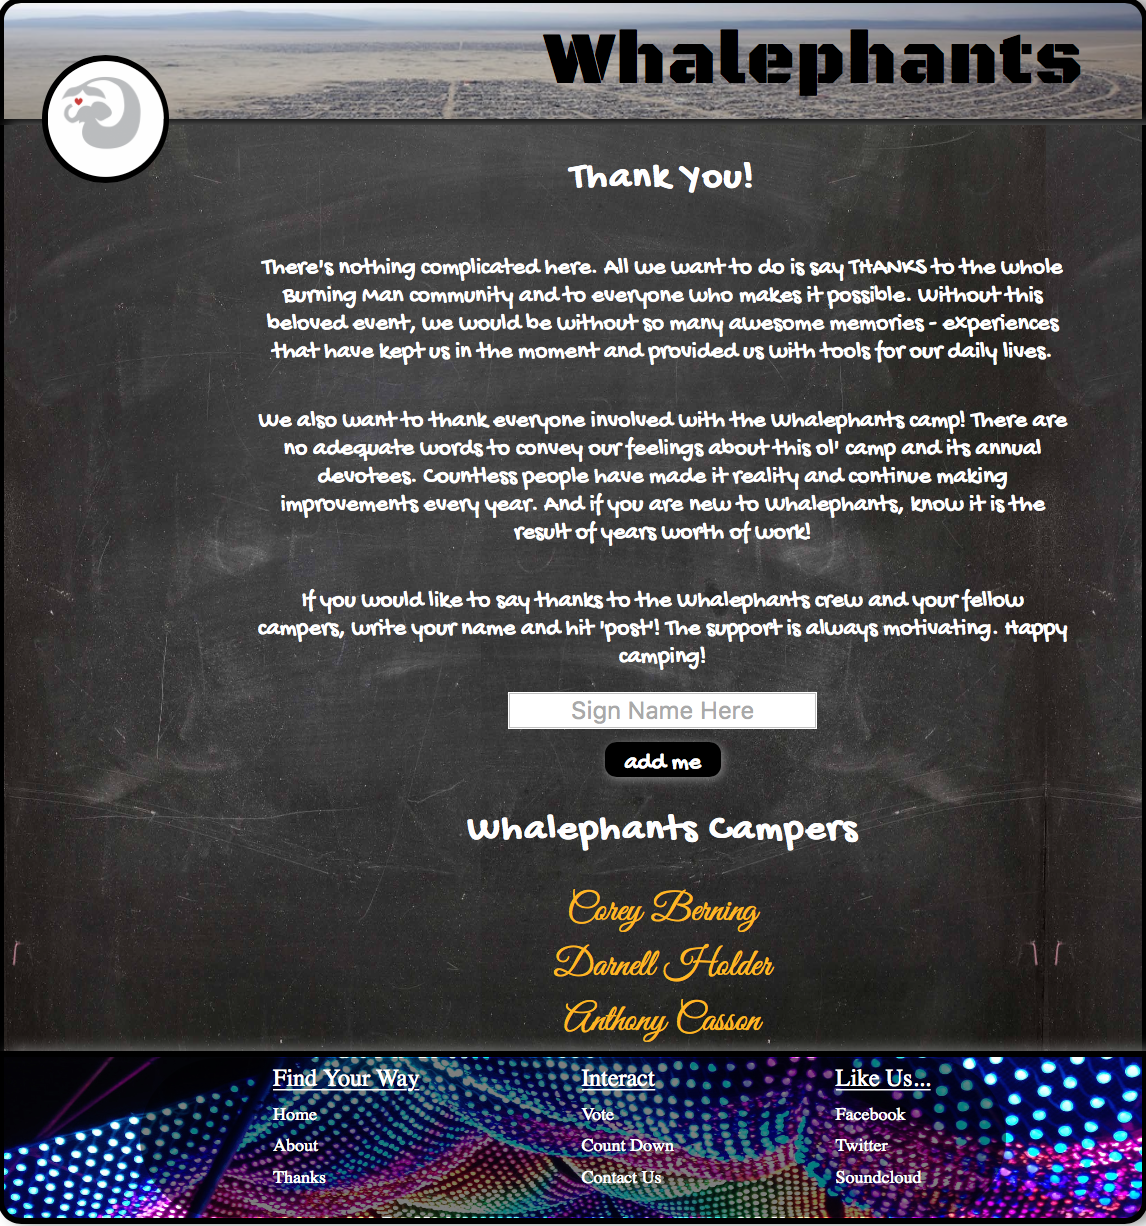 Whalephants
Thank You!
There's nothing complicated here. All we want to do is say THANKS to the whole
Burning Man community and to everyone who makes it possible. Without this
beloved event, we would be without so many awesome memories - experiences
that have kept us in the moment and provided us with tools for our daily lives.
We also want to thank everyone involved with the Whalephants camp! There are
no adequate words to convey our feelings about this ol' camp and its annual
devotees. Countless people have made it reality and continue making
improvements every year. And if you are new to Whalephants, know it is the
result of years worth of work!
If you would like to say thanks to the Whalephants crew and your fellow
campers, write your name and hit 'post'! The support is always motivating. Happy
camping!
Sign Name Here
add me
Whalephants Campers
Corey Berning
Darnell Holder
Anthony Casson
Find Your Way
Home
About
Thanks
Interact
Vote
Count Down
Contact Us
Like Us...
Facebook
Twitter
Soundcloud